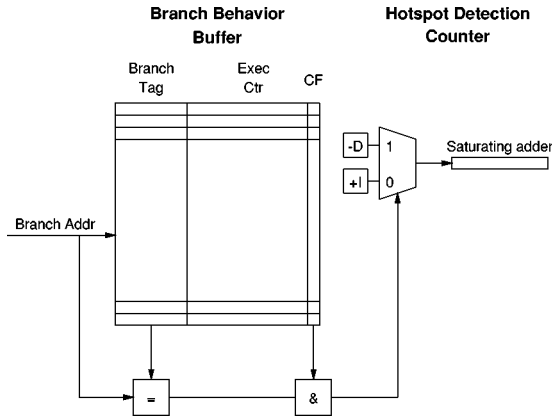 Branch Behavior
Buffer
Hotspot Detection
Counter
Branch
Tag
Exec
Ctr
CF
-D
1
+I
0
Saturating adder
Branch Addr
=
&